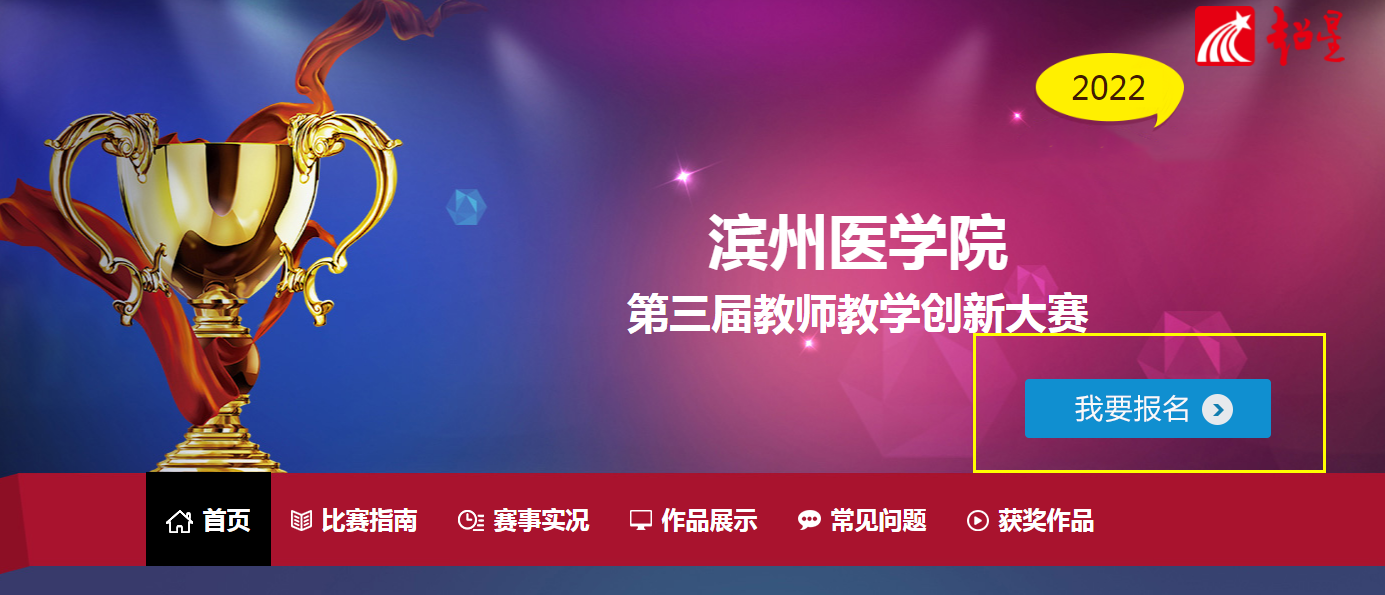 超星
2022
滨州医学院
第三届教师教学创新大赛
我要报名
首页 比赛指南 赛事实况 作品展示 常见问题 获奖作品